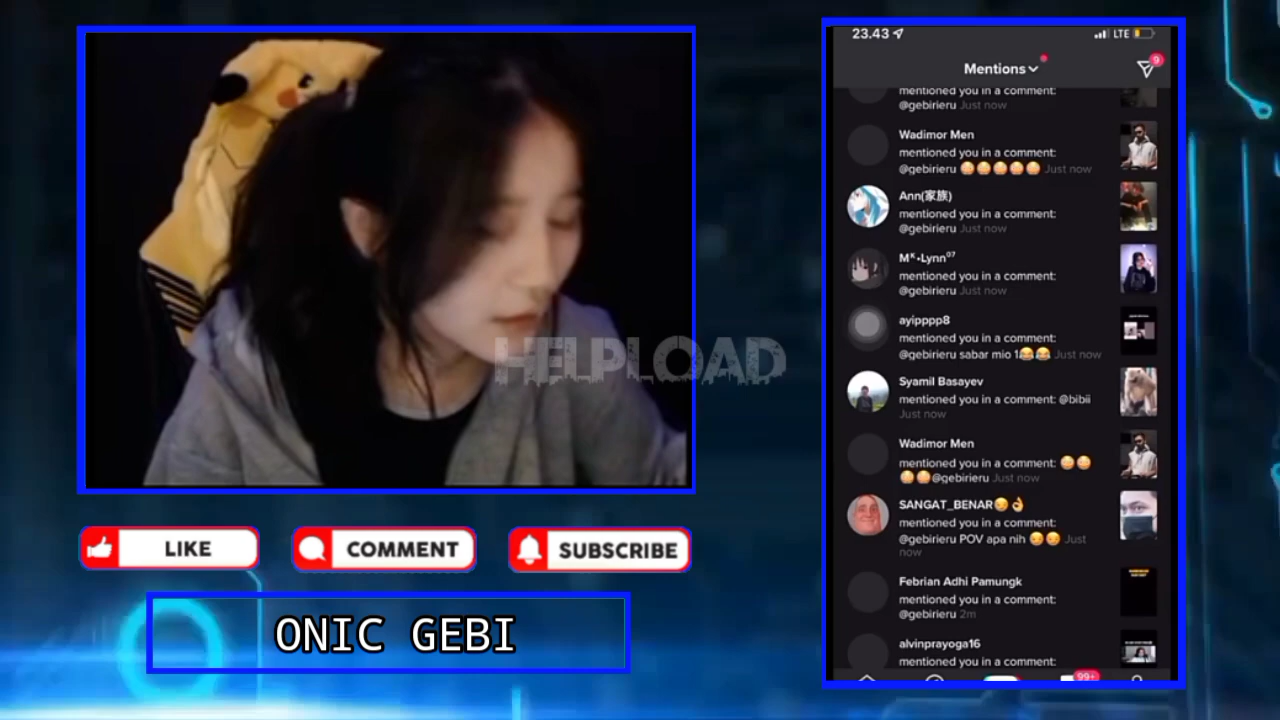 HELPLOAD
LIKE
COMMENT
SUBSCRIBE
ONIC GEBI
23.43
LTE
Mentions
9
mentioned you in a comment:
@gebirieru Just now
Wadimor Men
mentioned you in a comment:
@gebirieru 😳😳😳😳😳 Just now
Ann(家族)
mentioned you in a comment:
@gebirieru Just now
Mᴷ•Lynn⁰⁷
mentioned you in a comment:
@gebirieru Just now
ayipppp8
mentioned you in a comment:
@gebirieru sabar mio 1😂😂 Just now
Syamil Basayev
mentioned you in a comment: @bibii
Just now
Wadimor Men
mentioned you in a comment: 😳😳
😳😳@gebirieru Just now
SANGAT_BENAR😏👌
mentioned you in a comment:
@gebirieru POV apa nih 😏😏 Just
now
Febrian Adhi Pamungk
mentioned you in a comment:
@gebirieru 2m
alvinprayoga16
mentioned you in a comment:
99+